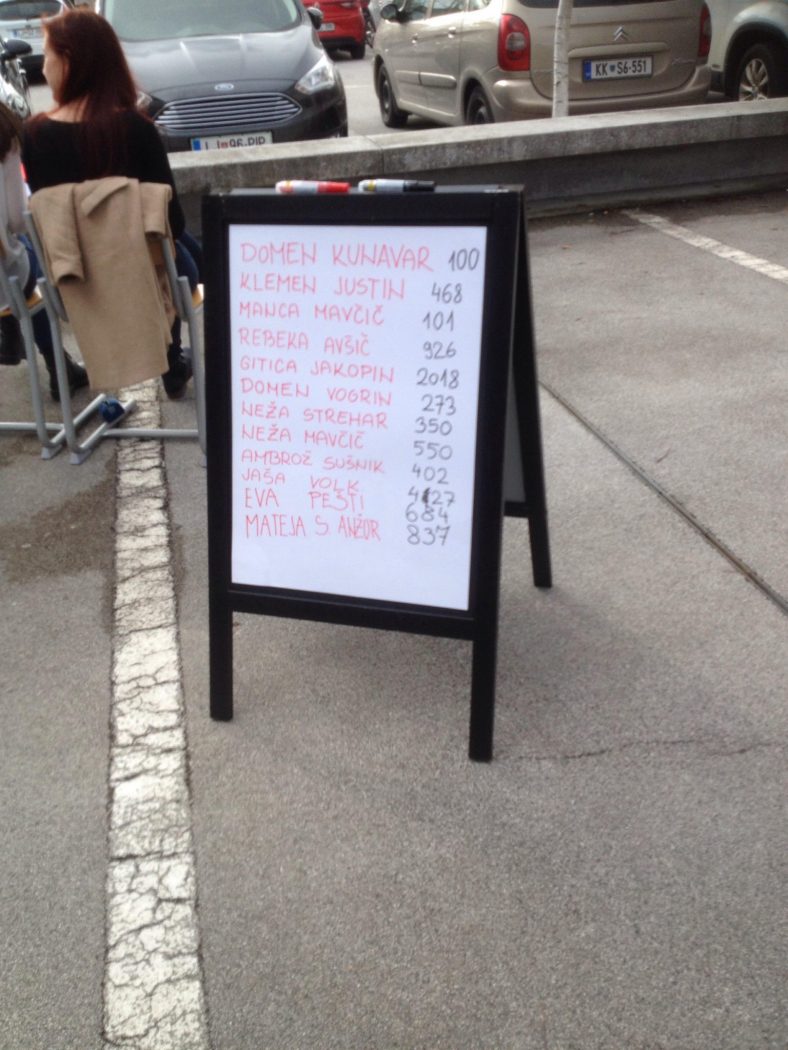 KK S6-551
Ford
DOMEN KUNAVAR 100
KLEMEN JUSTIN 468
MANCA MAVČIČ 101
REBEKA AVŠIČ 926
GITICA JAKOPIN 2018
DOMEN VOGRIN 273
NEŽA STREHAR 350
NEŽA MAVČIČ 550
AMBROŽ SUŠNIK 402
JAŠA VOLK 427
EVA PEŠTI 684
MATEJA S. ANŽOR 837